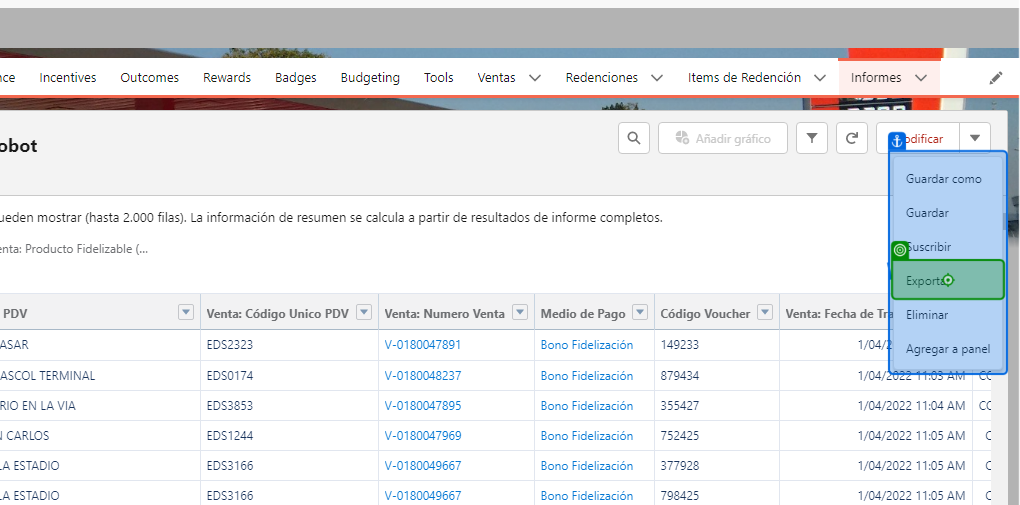 nce Incentives Outcomes Rewards Badges Budgeting Tools Ventas Redenciones Items de Redención Informes
obot
Añadir gráfico
odificar
Guardar como
Guardar
ueden mostrar (hasta 2.000 filas). La información de resumen se calcula a partir de resultados de informe completos.
enta: Producto Fidelizable (...
Suscribir
Exporta
Eliminar
Agregar a panel
PDV Venta: Código Unico PDV Venta: Numero Venta Medio de Pago Código Voucher Venta: Fecha de Tra
ASAR EDS2323 V-0180047891 Bono Fidelización 149233 1/04/2
ASCOL TERMINAL EDS0174 V-0180048237 Bono Fidelización 879434 1/04/2022 11:03 AM CC
RIO EN LA VIA EDS3853 V-0180047895 Bono Fidelización 355427 1/04/2022 11:04 AM CC
N CARLOS EDS1244 V-0180047969 Bono Fidelización 752425 1/04/2022 11:05 AM C
LA ESTADIO EDS3166 V-0180049667 Bono Fidelización 377928 1/04/2022 11:05 AM C
LA ESTADIO EDS3166 V-0180049667 Bono Fidelización 798425 1/04/2022 11:05 AM C